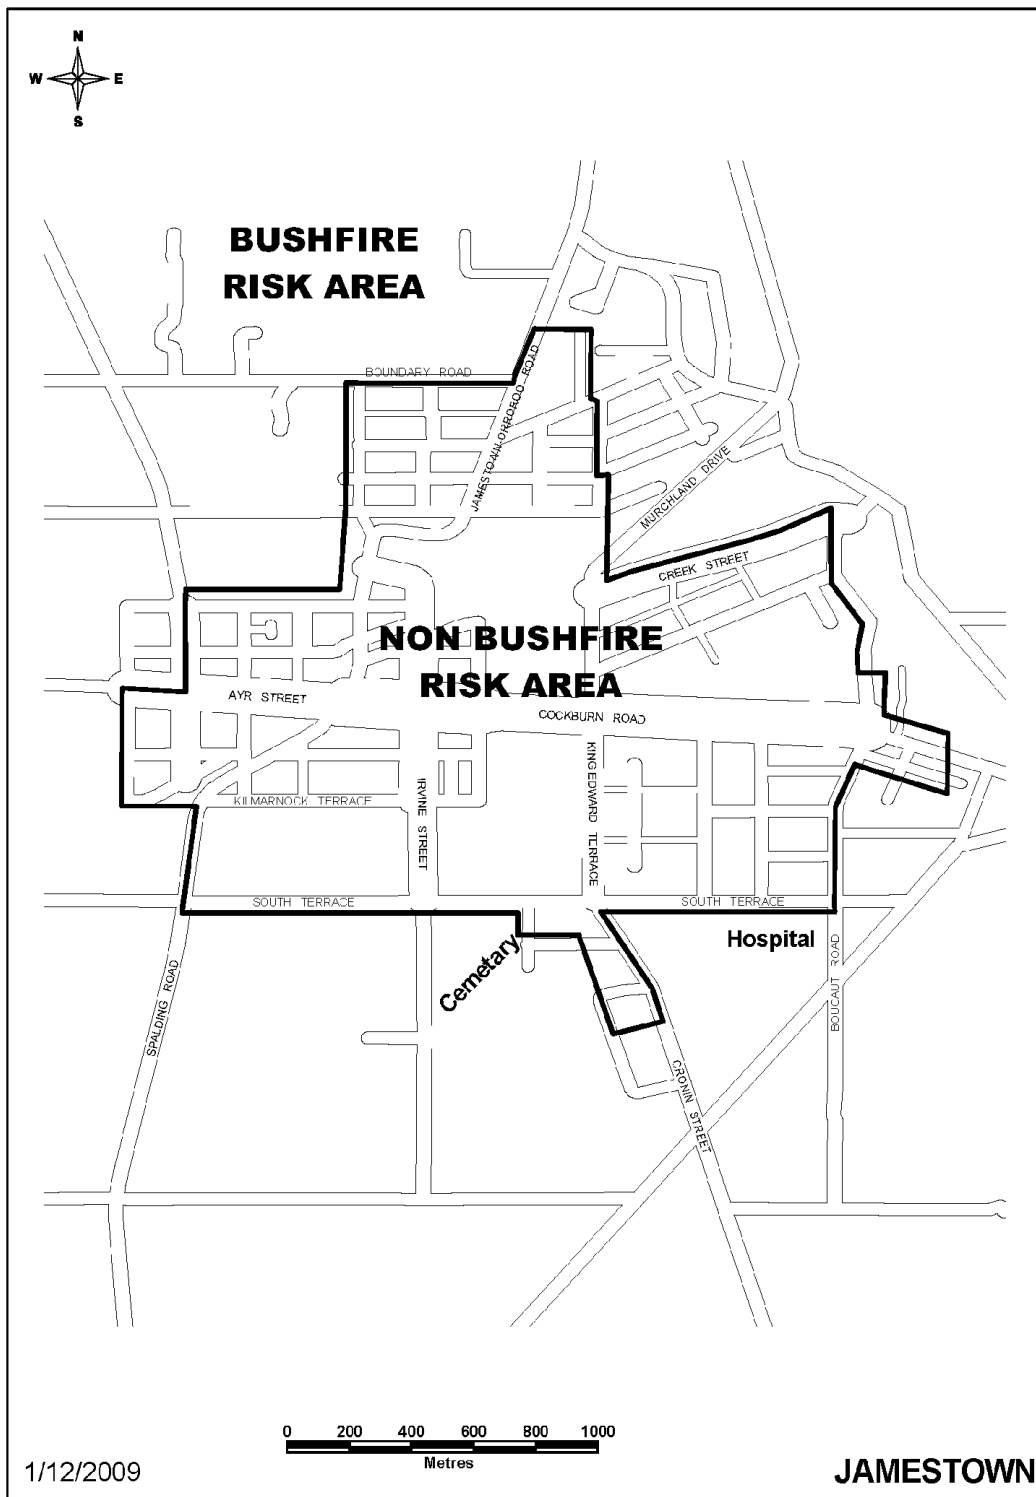 N
W E
S
BUSHFIRE
RISK AREA
BOUNDARY ROAD
JAMESTOWN-ORROROO ROAD
MURCHLAND DRIVE
CREEK STREET
NON BUSHFIRE
RISK AREA
AYR STREET
COCKBURN ROAD
KILMARNOCK TERRACE
IRVINE STREET
KING EDWARD TERRACE
SOUTH TERRACE
SOUTH TERRACE
Hospital
Cemetary
SPALDING ROAD
BOUCAUT ROAD
CRONIN STREET
0 200 400 600 800 1000
Metres
1/12/2009
JAMESTOWN